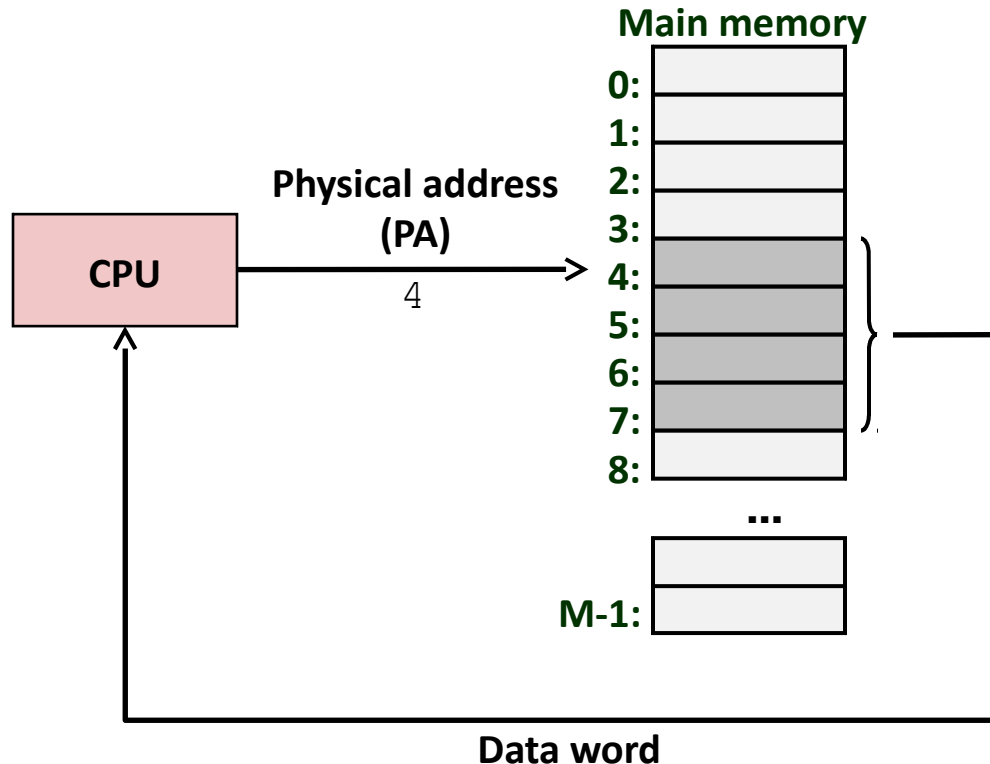 Main memory
0:
1:
2:
Physical address
(PA)
3:
CPU
4
4:
5:
6:
7:
8:
...
M-1:
Data word